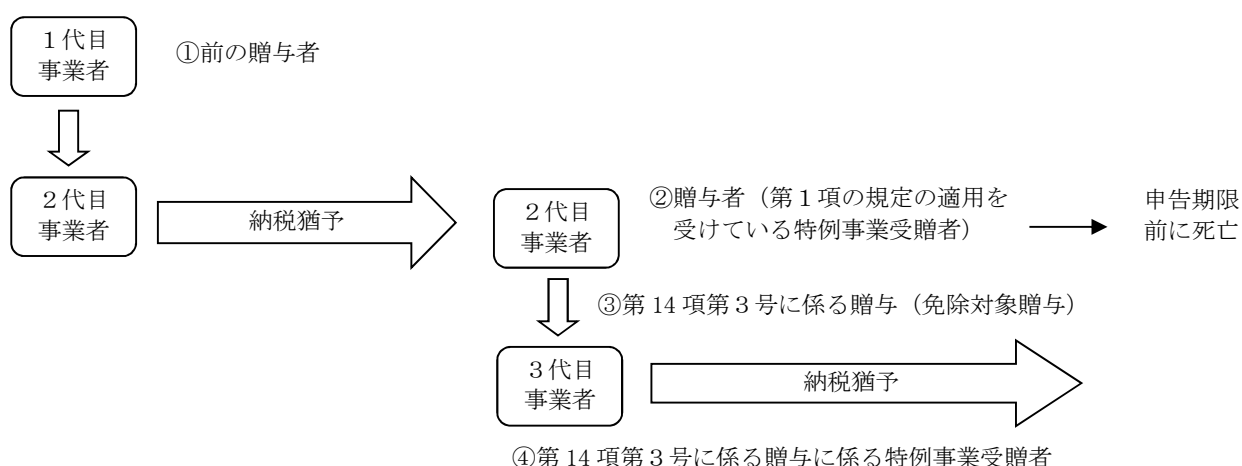 1代目
事業者
①前の贈与者
2代目
事業者
納税猶予
2代目
事業者
②贈与者（第1項の規定の適用を
受けている特例事業受贈者）
申告期限
前に死亡
③第 14 項第3号に係る贈与（免除対象贈与）
3代目
事業者
納税猶予
④第 14 項第3号に係る贈与に係る特例事業受贈者